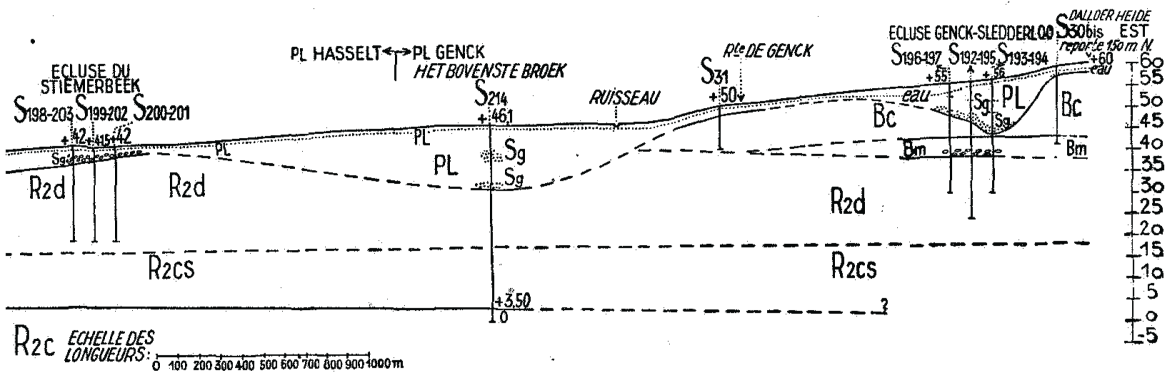 PL HASSELT ←→ PL GENCK
HET BOVENSTE BROEK
ECLUSE DU
STIEMERBEEK
S198-203 S199-202 S200-201
+42 +41.5 +42
S214
+46,1
RUISSEAU
S31
+50
Rte DE GENCK
ECLUSE GENCK-SLEDDERLOO
S196-197 S192-195 S193-194
+55 +56
DALLDER HEIDE
S30bis
reporte 150 m N.
+60
eau
EST
Sg
R2d
PL
R2d
PL
PL
Sg
Sg
eau
Bc
Sg
PL
Sg
Bc
Bm
Bm
R2d
R2cs
R2cs
+3,50
0
?
R2c
ECHELLE DES
LONGUEURS:
0 100 200 300 400 500 600 700 800 900 1000 m
60
55
50
45
40
35
30
25
20
15
10
5
0
-5